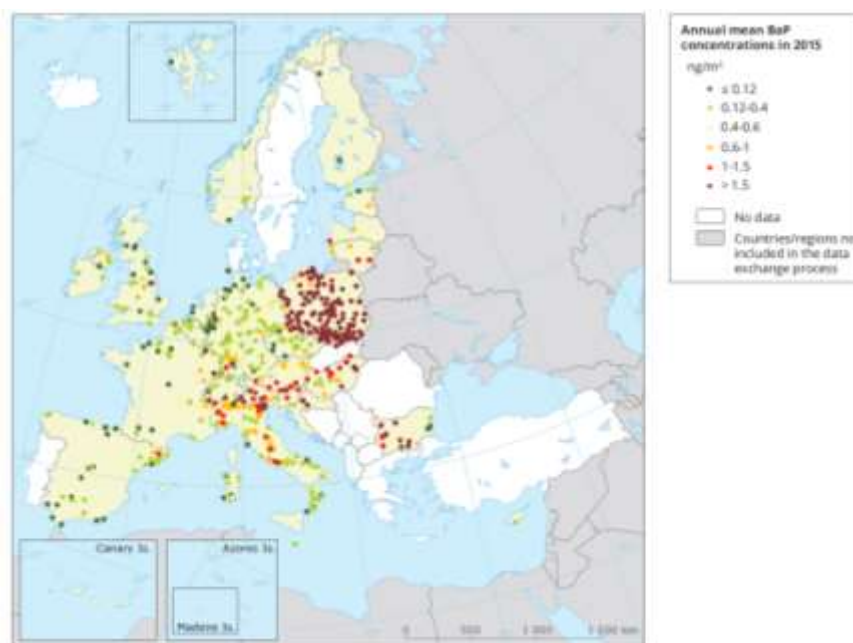 Canary Is.
Azores Is.
Madeira Is.
0 500 1 000 1 500 km
Annual mean BaP
concentrations in 2015
ng/m³
≤ 0.12
0.12-0.4
0.4-0.6
0.6-1
1-1.5
> 1.5
No data
Countries/regions no
included in the data
exchange process